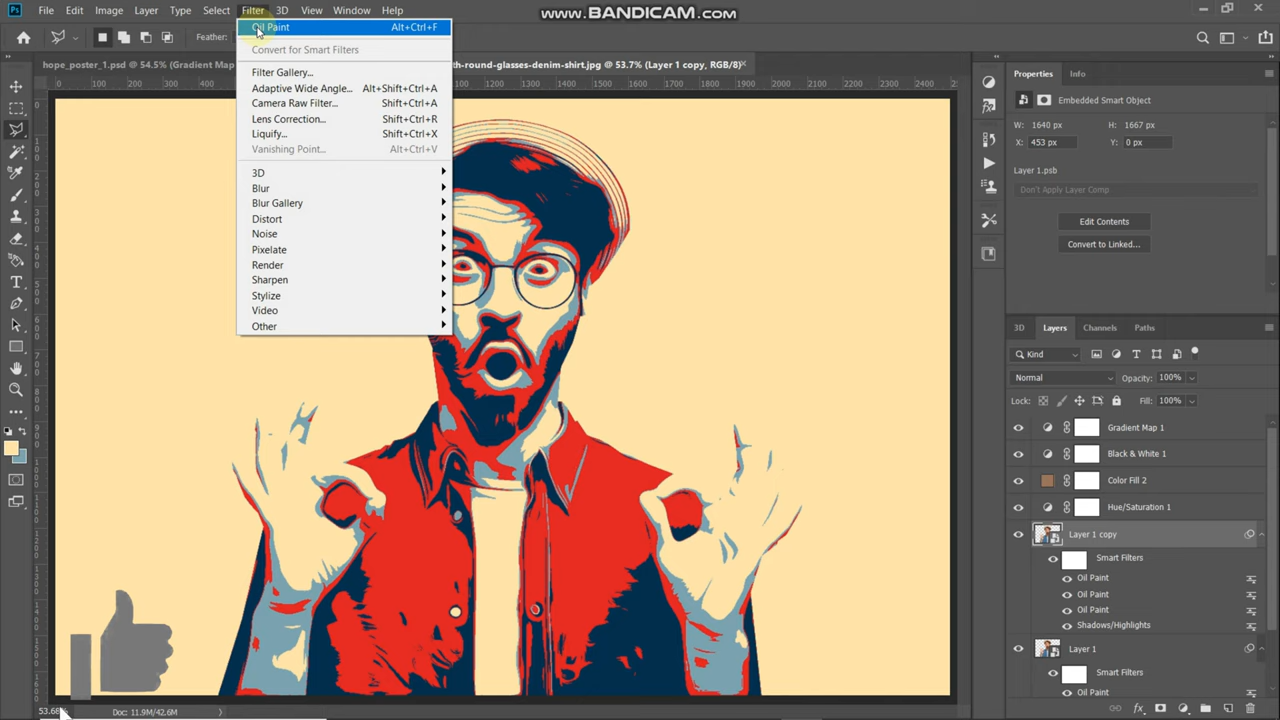 WWW.BANDICAM.COM
Ps File Edit Image Layer Type Select Filter 3D View Window Help
Feather:
hope_poster_1.psd @ 54.5% (Gradient Map
th-round-glasses-denim-shirt.jpg @ 53.7% (Layer 1 copy, RGB/8)
Oil Paint Alt+Ctrl+F
Convert for Smart Filters
Filter Gallery...
Adaptive Wide Angle... Alt+Shift+Ctrl+A
Camera Raw Filter... Shift+Ctrl+A
Lens Correction... Shift+Ctrl+R
Liquify... Shift+Ctrl+X
Vanishing Point... Alt+Ctrl+V
3D
Blur
Blur Gallery
Distort
Noise
Pixelate
Render
Sharpen
Stylize
Video
Other
Properties Info
Embedded Smart Object
W: 1640 px H: 1667 px
X: 453 px Y: 0 px
Layer 1.psb
Don't Apply Layer Comp
Edit Contents
Convert to Linked...
3D Layers Channels Paths
Kind
Normal Opacity: 100%
Lock: Fill: 100%
Gradient Map 1
Black & White 1
Color Fill 2
Hue/Saturation 1
Layer 1 copy
Smart Filters
Oil Paint
Oil Paint
Oil Paint
Shadows/Highlights
Layer 1
Smart Filters
Oil Paint
fx
53.68% Doc: 11.9M/42.6M